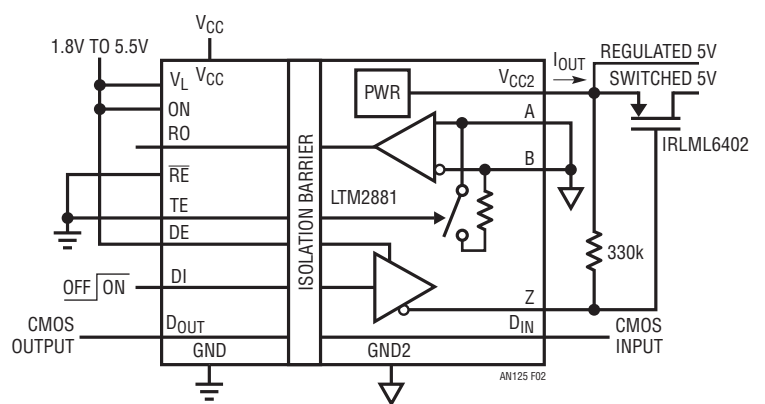 VCC
1.8V TO 5.5V
VL
VCC
ON
RO
RE
TE
DE
OFF ON
DI
CMOS
OUTPUT
DOUT
GND
ISOLATION BARRIER
PWR
LTM2881
VCC2
A
B
Z
DIN
GND2
IOUT
REGULATED 5V
SWITCHED 5V
IRLML6402
330k
CMOS
INPUT
AN125 F02